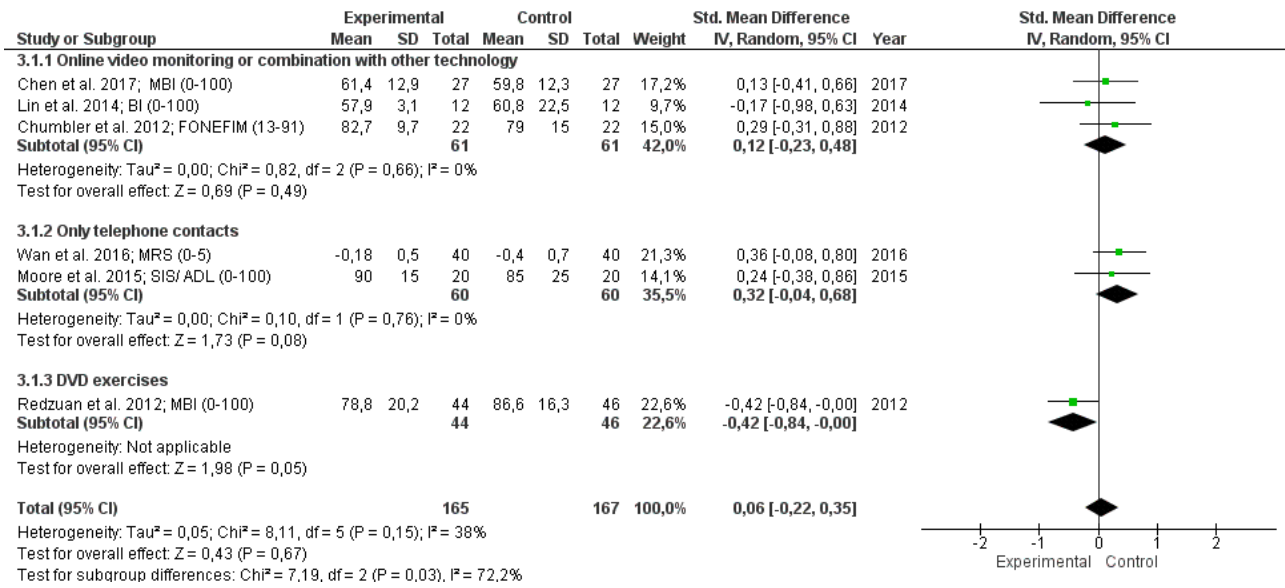 Experimental Control Std. Mean Difference Std. Mean Difference
Study or Subgroup Mean SD Total Mean SD Total Weight IV, Random, 95% CI Year IV, Random, 95% CI
3.1.1 Online video monitoring or combination with other technology
Chen et al. 2017; MBI (0-100) 61,4 12,9 27 59,8 12,3 27 17,2% 0,13 [-0,41, 0,66] 2017
Lin et al. 2014; BI (0-100) 57,9 3,1 12 60,8 22,5 12 9,7% -0,17 [-0,98, 0,63] 2014
Chumbler et al. 2012; FONEFIM (13-91) 82,7 9,7 22 79 15 22 15,0% 0,29 [-0,31, 0,88] 2012
Subtotal (95% CI) 61 61 42,0% 0,12 [-0,23, 0,48]
Heterogeneity: Tau² = 0,00; Chi² = 0,82, df = 2 (P = 0,66); I² = 0%
Test for overall effect: Z = 0,69 (P = 0,49)
3.1.2 Only telephone contacts
Wan et al. 2016; MRS (0-5) -0,18 0,5 40 -0,4 0,7 40 21,3% 0,36 [-0,08, 0,80] 2016
Moore et al. 2015; SIS/ ADL (0-100) 90 15 20 85 25 20 14,1% 0,24 [-0,38, 0,86] 2015
Subtotal (95% CI) 60 60 35,5% 0,32 [-0,04, 0,68]
Heterogeneity: Tau² = 0,00; Chi² = 0,10, df = 1 (P = 0,76); I² = 0%
Test for overall effect: Z = 1,73 (P = 0,08)
3.1.3 DVD exercises
Redzuan et al. 2012; MBI (0-100) 78,8 20,2 44 86,6 16,3 46 22,6% -0,42 [-0,84, -0,00] 2012
Subtotal (95% CI) 44 46 22,6% -0,42 [-0,84, -0,00]
Heterogeneity: Not applicable
Test for overall effect: Z = 1,98 (P = 0,05)
Total (95% CI) 165 167 100,0% 0,06 [-0,22, 0,35]
Heterogeneity: Tau² = 0,05; Chi² = 8,11, df = 5 (P = 0,15); I² = 38%
Test for overall effect: Z = 0,43 (P = 0,67)
Test for subgroup differences: Chi² = 7,19, df = 2 (P = 0,03), I² = 72,2%
-2 -1 0 1 2
Experimental Control